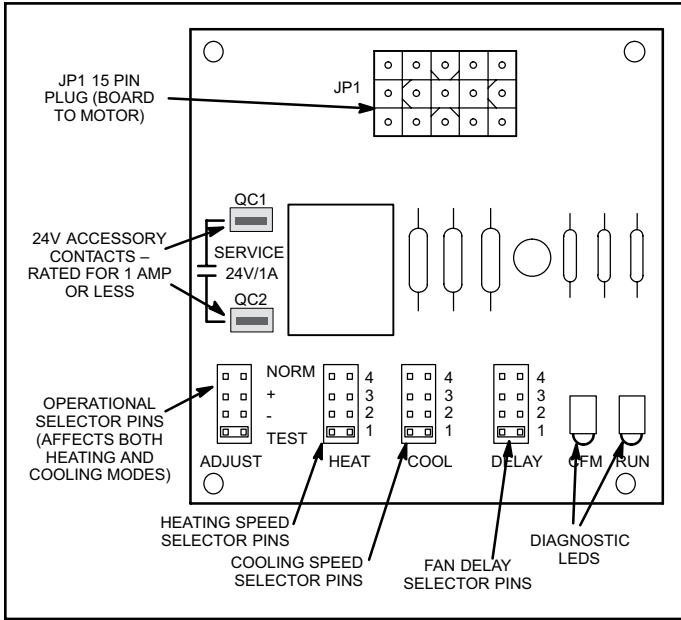 JP1 15 PIN
PLUG (BOARD
TO MOTOR)
JP1
24V ACCESSORY
CONTACTS –
RATED FOR 1 AMP
OR LESS
QC1
SERVICE
24V/1A
QC2
OPERATIONAL
SELECTOR PINS
(AFFECTS BOTH
HEATING AND
COOLING MODES)
NORM
+
-
TEST
ADJUST
4
3
2
1
HEAT
4
3
2
1
COOL
4
3
2
1
DELAY
CFM
RUN
HEATING SPEED
SELECTOR PINS
COOLING SPEED
SELECTOR PINS
FAN DELAY
SELECTOR PINS
DIAGNOSTIC
LEDS